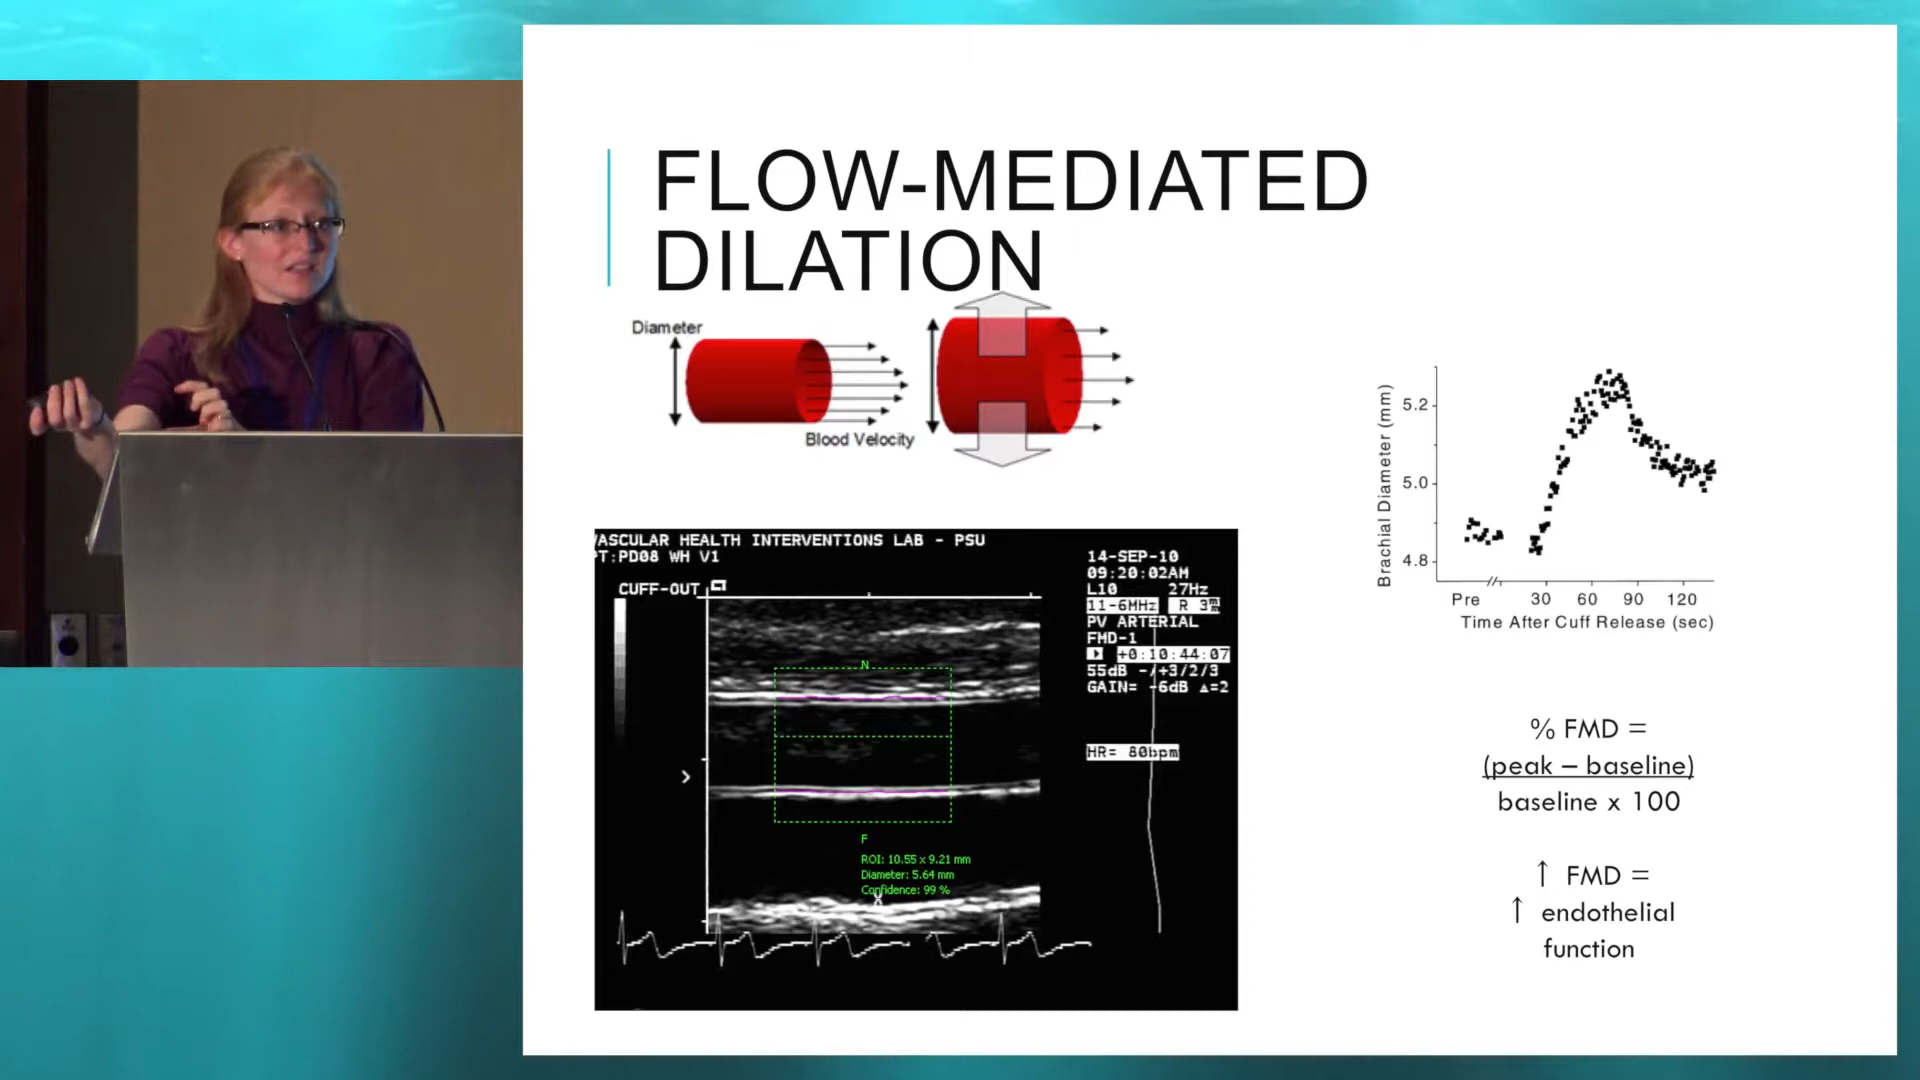 FLOW-MEDIATED
DILATION
Diameter
Blood Velocity
VASCULAR HEALTH INTERVENTIONS LAB - PSU
PT:PD08 WH V1
CUFF-OUT
14-SEP-10
09:20:02AM
L10 27Hz
11-6MHz R 3mm
PV ARTERIAL
FMD-1
+0:10:44:07
55dB -/+3/2/3
GAIN= -6dB ▵=2
HR= 80bpm
N
F
ROI: 10.55 x 9.21 mm
Diameter: 5.64 mm
Confidence: 99 %
Brachial Diameter (mm)
5.2
5.0
4.8
Pre 30 60 90 120
Time After Cuff Release (sec)
% FMD =
(peak – baseline)
baseline x 100
↑ FMD =
↑ endothelial
function